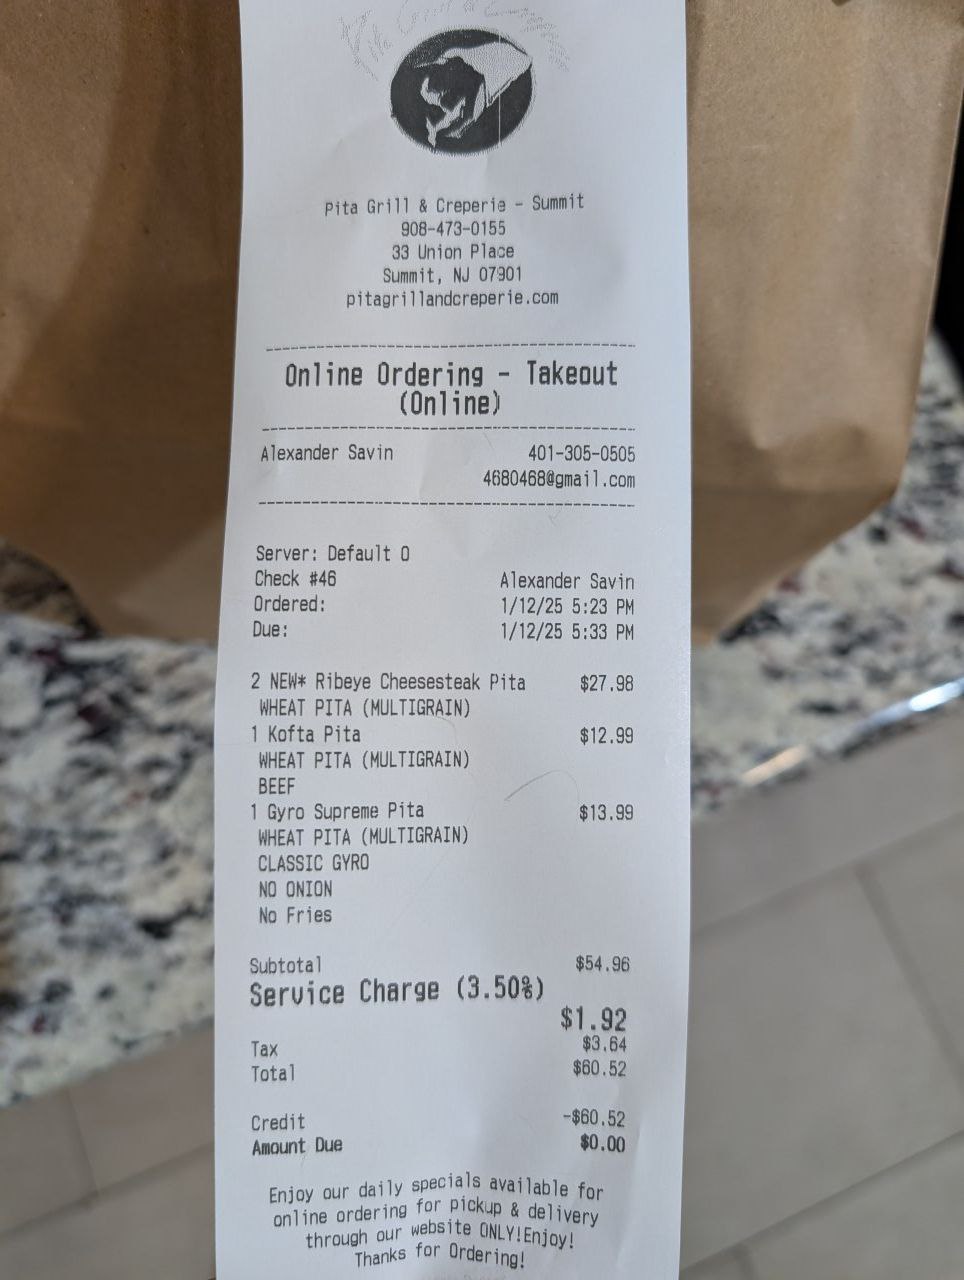 Pita Grill & Creperie - Summit
908-473-0155
33 Union Place
Summit, NJ 07901
pitagrillandcreperie.com
Online Ordering - Takeout
(Online)
Alexander Savin 401-305-0505
4680468@gmail.com
Server: Default O
Check #46 Alexander Savin
Ordered: 1/12/25 5:23 PM
Due: 1/12/25 5:33 PM
2 NEW* Ribeye Cheesesteak Pita $27.98
WHEAT PITA (MULTIGRAIN)
1 Kofta Pita $12.99
WHEAT PITA (MULTIGRAIN)
BEEF
1 Gyro Supreme Pita $13.99
WHEAT PITA (MULTIGRAIN)
CLASSIC GYRO
NO ONION
No Fries
Subtotal $54.96
Service Charge (3.50%)
$1.92
Tax $3.64
Total $60.52
Credit -$60.52
Amount Due $0.00
Enjoy our daily specials available for
online ordering for pickup & delivery
through our website ONLY!Enjoy!
Thanks for Ordering!